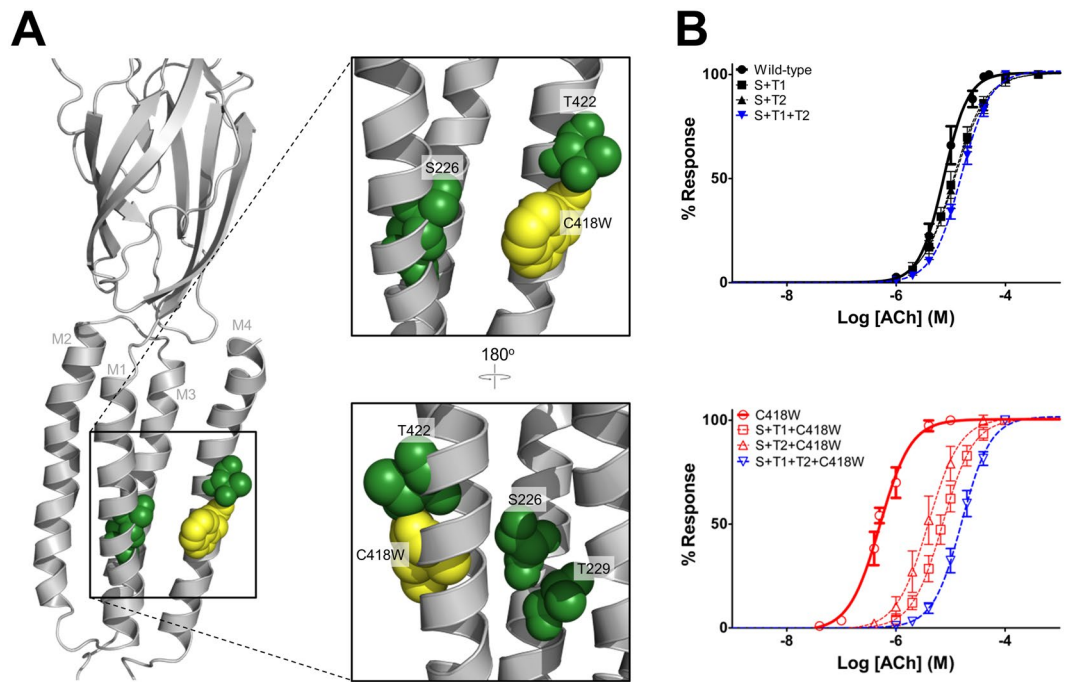 A
M2
M1
M3
M4
T422
S226
C418W
180º
T422
S226
C418W
T229
B
Wild-type
S+T1
S+T2
S+T1+T2
% Response
100
50
0
-8
-6
-4
Log [ACh] (M)
C418W
S+T1+C418W
S+T2+C418W
S+T1+T2+C418W
% Response
100
50
0
-8
-6
-4
Log [ACh] (M)